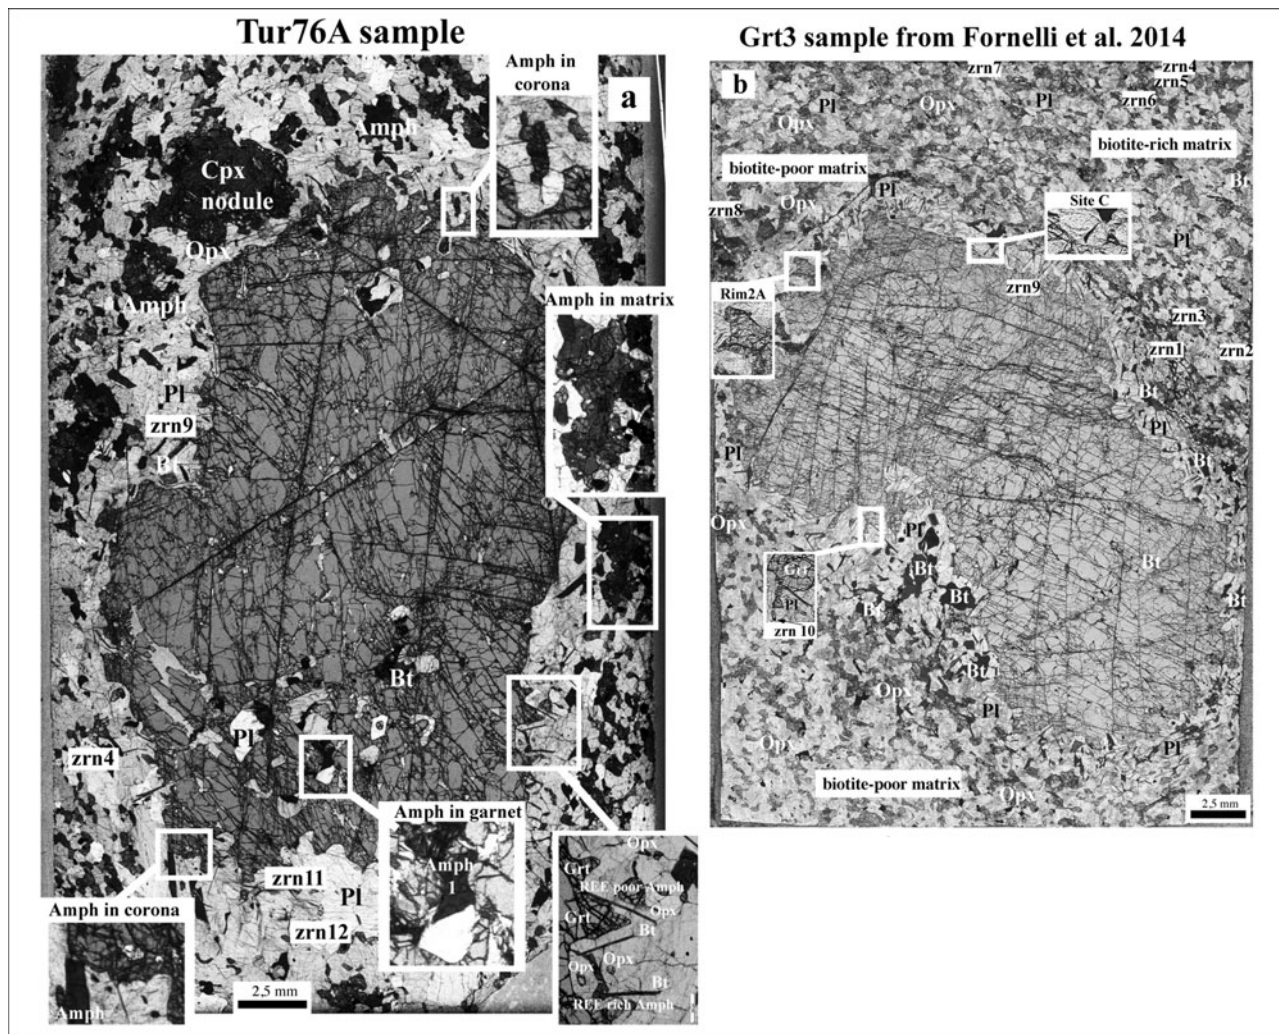 Tur76A sample
Amph in
corona
a
Amph
Cpx
nodule
Opx
Amph
Amph in matrix
Pl
zrn9
Bt
Bt
Pl
zrn4
Amph in garnet
Amph
1
zrn11
Pl
zrn12
Amph in corona
Amph
2,5 mm
Opx
Grt
REE poor Amph
Grt
Opx
Bt
Opx
Opx
Bt
REE rich Amph
Grt3 sample from Fornelli et al. 2014
b
zrn7
zrn4
zrn5
zrn6
Pl
Opx
Pl
Opx
biotite-rich matrix
biotite-poor matrix
Pl
Bt
Site C
zrn8
Opx
Pl
Rim2A
zrn9
zrn3
zrn1
zrn2
Bt
Pl
Pl
Bt
Opx
Pl
Bt
Bt
Grt
Bt
Bt
Bt
Pl
zrn 10
Bt
Opx
Pl
Opx
Pl
biotite-poor matrix
Opx
2,5 mm